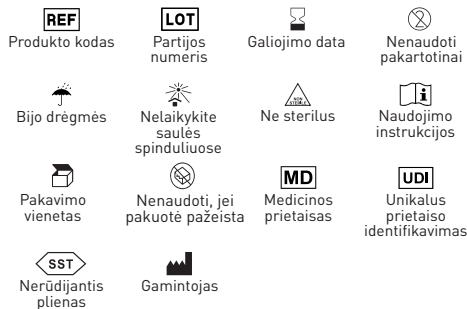 REF
LOT
2
Produkto kodas
Partijos
numeris
Galiojimo data
Nenaudoti
pakartotinai
NON
STERILE
i
Bijo drėgmės
Nelaikykite
saulės
spinduliuose
Ne sterilus
Naudojimo
instrukcijos
MD
UDI
Pakavimo
vienetas
Nenaudoti, jei
pakuotė pažeista
Medicinos
prietaisas
Unikalus
prietaiso
identifikavimas
SST
Nerūdijantis
plienas
Gamintojas